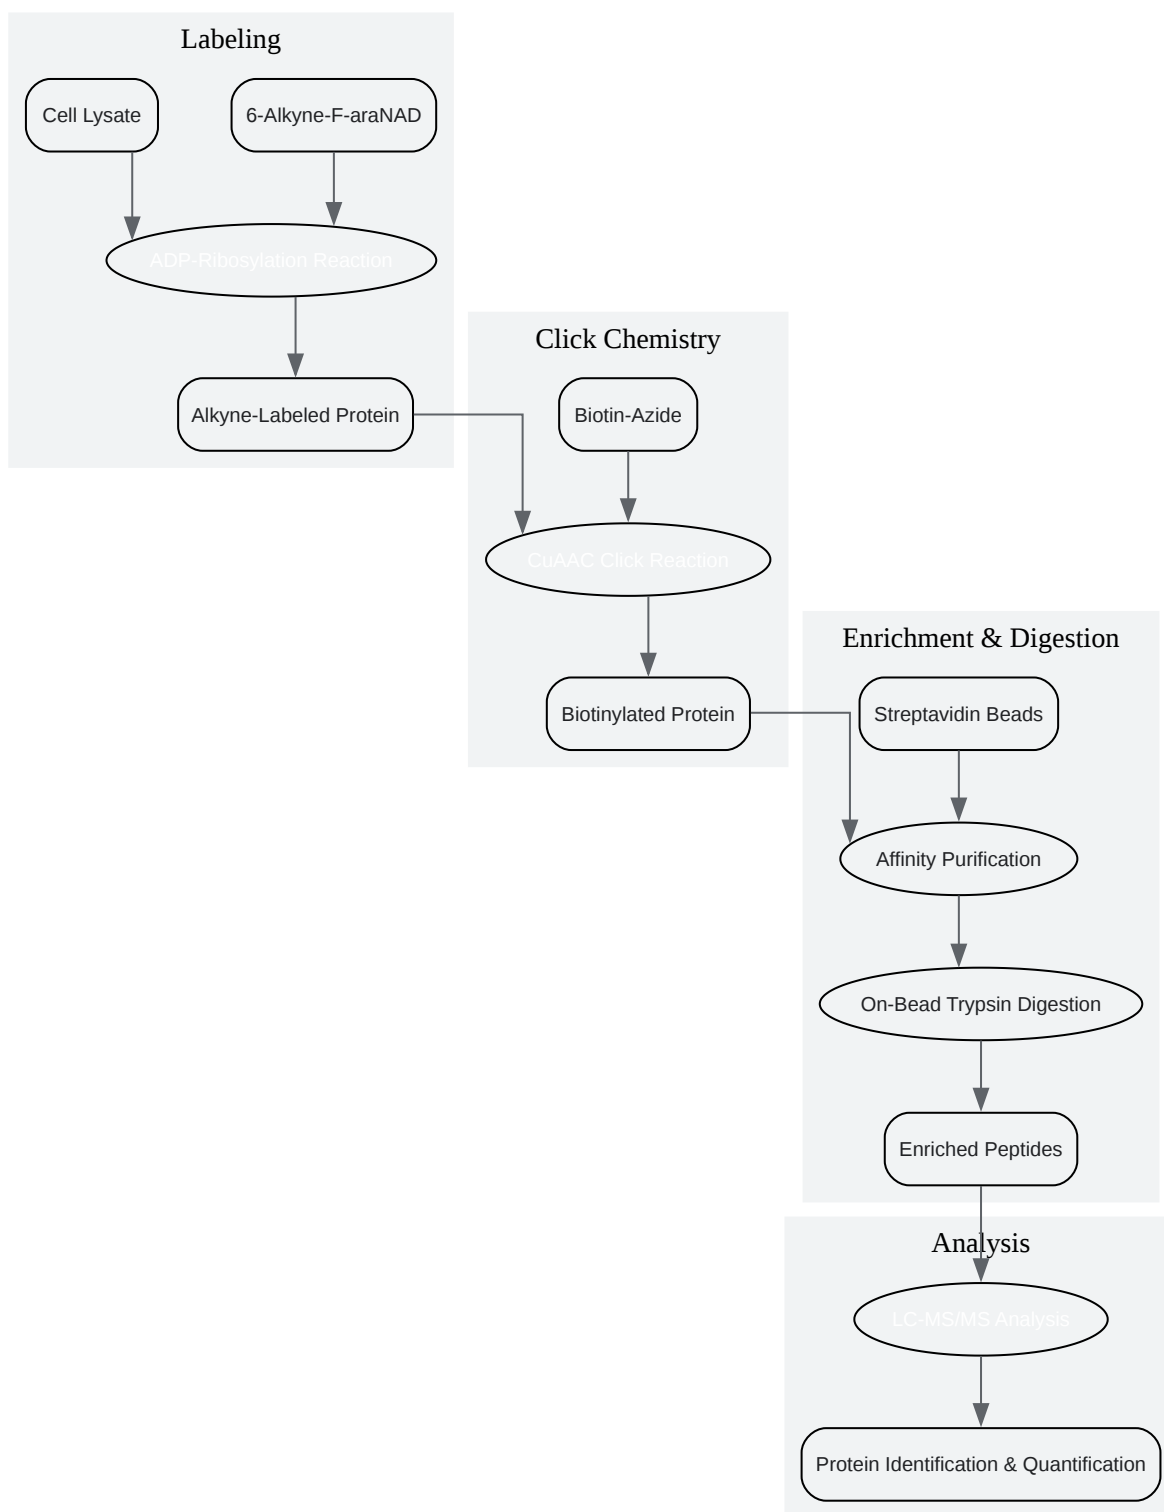 Labeling
Cell Lysate
6-Alkyne-F-araNAD
ADP-Ribosylation Reaction
Alkyne-Labeled Protein
Click Chemistry
Biotin-Azide
CuAAC Click Reaction
Biotinylated Protein
Enrichment & Digestion
Streptavidin Beads
Affinity Purification
On-Bead Trypsin Digestion
Enriched Peptides
Analysis
LC-MS/MS Analysis
Protein Identification & Quantification